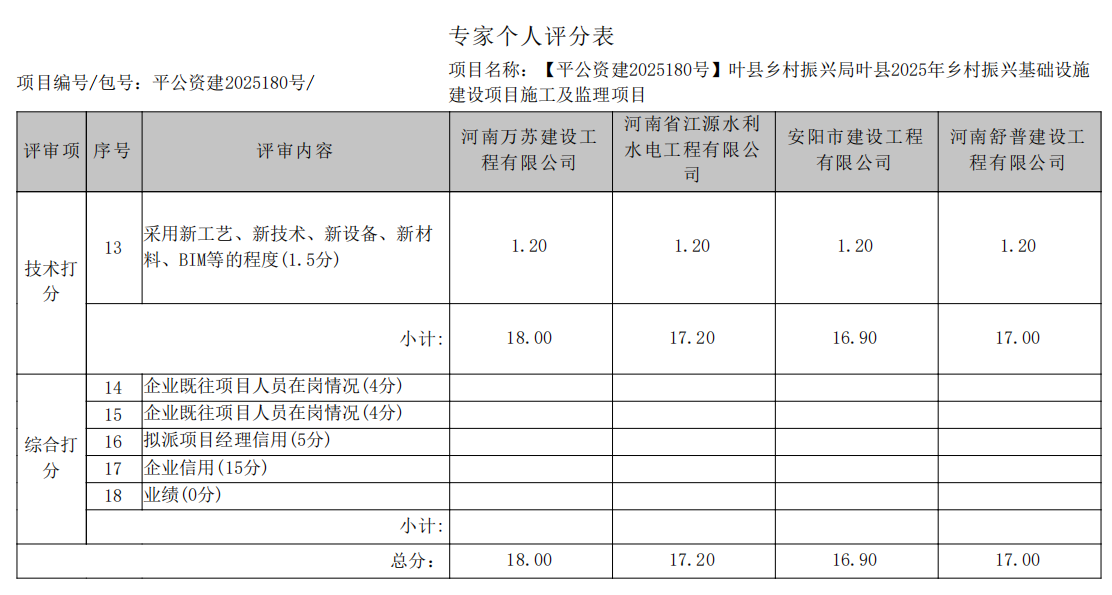 专家个人评分表
项目编号/包号: 平公资建2025180号/
项目名称: 【平公资建2025180号】叶县乡村振兴局叶县2025年乡村振兴基础设施
建设项目施工及监理项目
评审项 序号 评审内容 河南万苏建设工程有限公司 河南省江源水利水电工程有限公司 安阳市建设工程有限公司 河南舒普建设工程有限公司
技术打分
13 采用新工艺、新技术、新设备、新材料、BIM等的程度(1.5分) 1.20 1.20 1.20 1.20
小计: 18.00 17.20 16.90 17.00
综合打分
14 企业既往项目人员在岗情况(4分)
15 企业既往项目人员在岗情况(4分)
16 拟派项目经理信用(5分)
17 企业信用(15分)
18 业绩(0分)
小计:
总分: 18.00 17.20 16.90 17.00